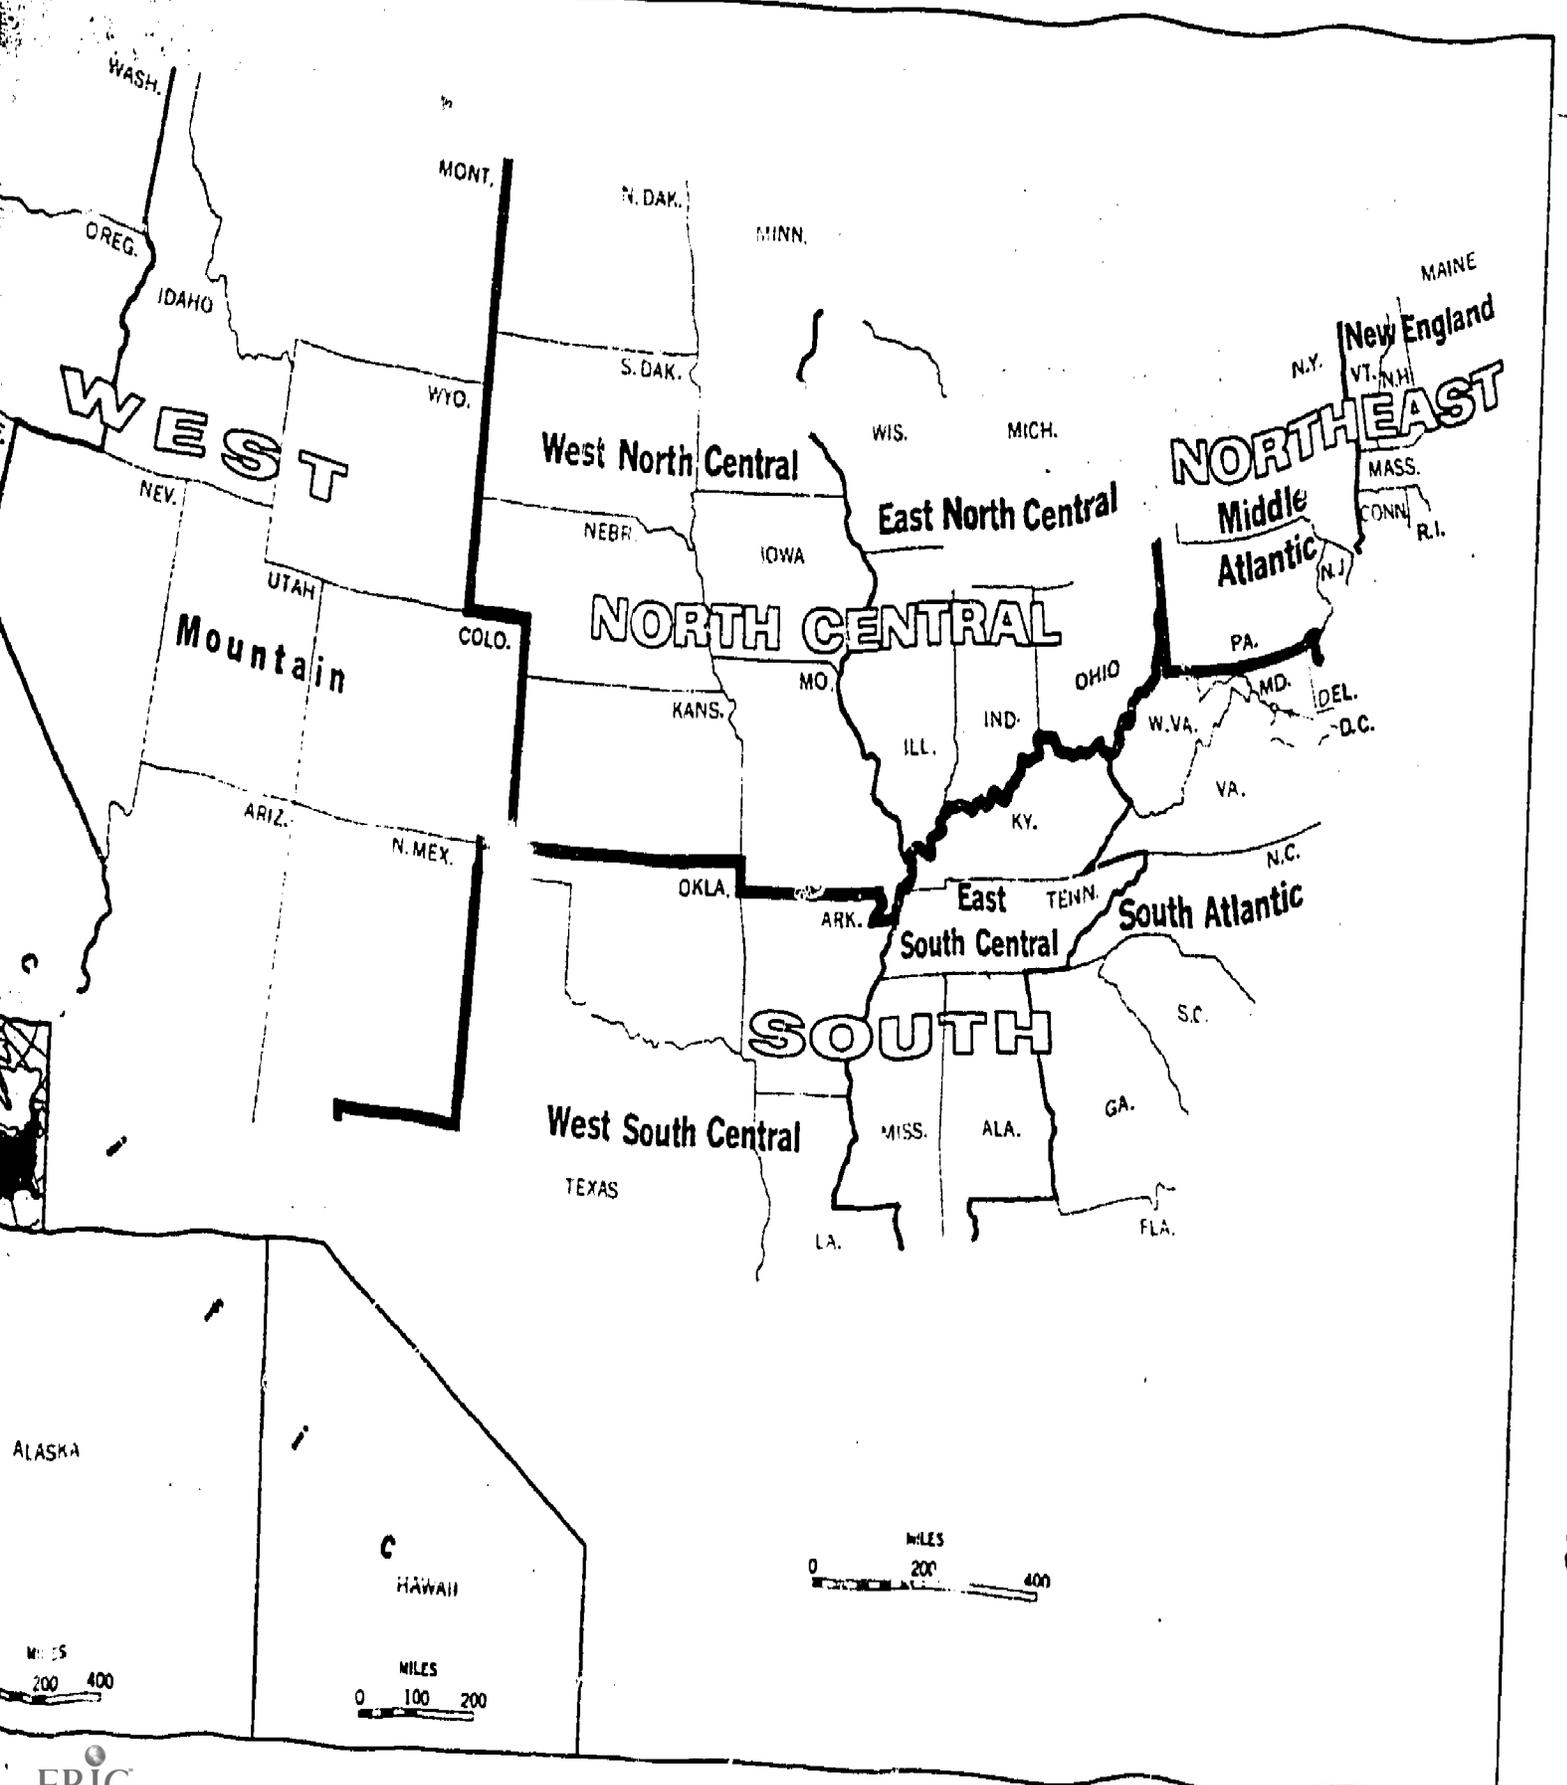 WASH.
MONT.
N. DAK.
MINN.
OREG.
IDAHO
MAINE
New England
N.Y.
VT.
N.H.
WYO.
S. DAK.
WEST
WIS.
MICH.
NORTHEAST
West North Central
MASS.
NEV.
East North Central
Middle
Atlantic
CONN.
R.I.
NEBR.
IOWA
N.J.
UTAH
NORTH CENTRAL
COLO.
Mountain
PA.
OHIO
MO.
KANS.
MD.
DEL.
D.C.
IND.
ILL.
W.VA.
VA.
ARIZ.
N. MEX.
KY.
N.C.
OKLA.
ARK.
East
South Central
TENN.
South Atlantic
c
S.C.
SOUTH
GA.
West South Central
MISS.
ALA.
i
TEXAS
LA.
FLA.
f
i
ALASKA
c
HAWAII
MILES
0 200 400
MILES
200 400
MILES
0 100 200
ERIC